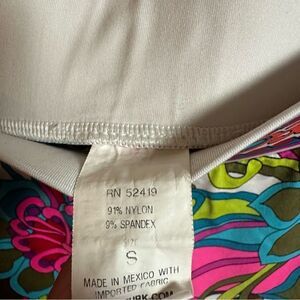 RN 52419
91% NYLON
9% SPANDEX
S
MADE IN MEXICO WITH
IMPORTED FABRIC